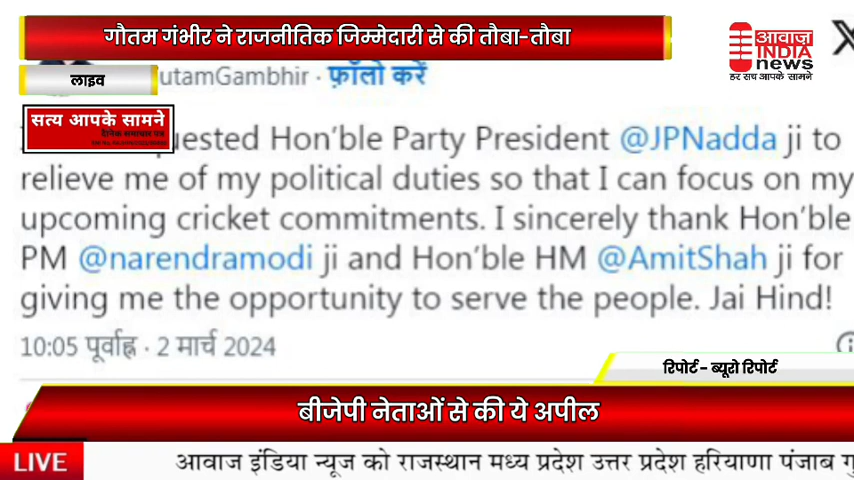 गौतम गंभीर ने राजनीतिक जिम्मेदारी से की तौबा-तौबा
आवाज
INDIA
news
हर सच आपके सामने
लाइव
utamGambhir · फ़ॉलो करें
सत्य आपके सामने
uested Hon'ble Party President @JPNadda ji to
relieve me of my political duties so that I can focus on my
upcoming cricket commitments. I sincerely thank Hon'ble
PM @narendramodi ji and Hon'ble HM @AmitShah ji for
giving me the opportunity to serve the people. Jai Hind!
10:05 पूर्वाह्न · 2 मार्च 2024
रिपोर्ट - ब्यूरो रिपोर्ट
बीजेपी नेताओं से की ये अपील
LIVE
आवाज इंडिया न्यूज को राजस्थान मध्य प्रदेश उत्तर प्रदेश हरियाणा पंजाब गु